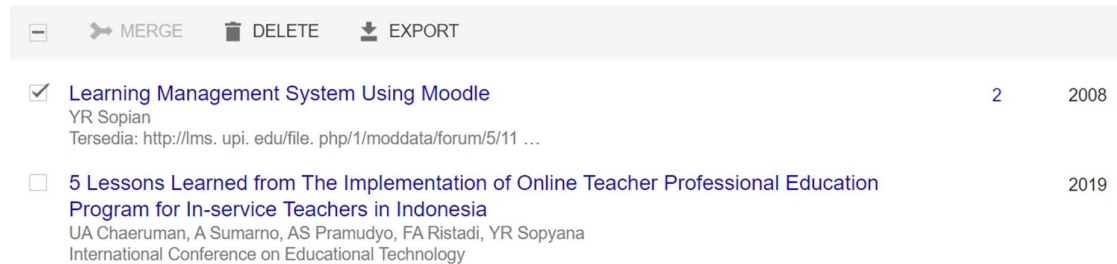 MERGE DELETE EXPORT
Learning Management System Using Moodle 2 2008
YR Sopian
Tersedia: http://lms. upi. edu/file. php/1/moddata/forum/5/11 …
5 Lessons Learned from The Implementation of Online Teacher Professional Education 2019
Program for In-service Teachers in Indonesia
UA Chaeruman, A Sumarno, AS Pramudyo, FA Ristadi, YR Sopyana
International Conference on Educational Technology